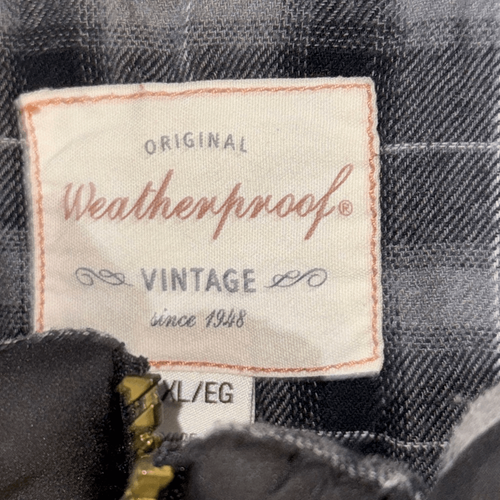 ORIGINAL
Weatherproof®
VINTAGE
since 1948
XL/EG